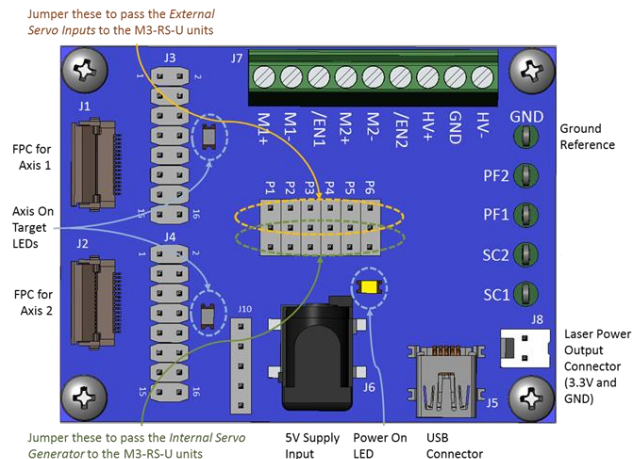 Jumper these to pass the External
Servo Inputs to the M3-RS-U units
J3
1
2
15
16
J7
M1+
M1-
/EN1
M2+
M2-
/EN2
HV+
GND
HV-
GND
Ground
Reference
J1
FPC for
Axis 1
PF2
PF1
SC2
SC1
P1
P2
P3
P4
P5
P6
Axis On
Target
LEDs
J2
J4
1
2
15
16
FPC for
Axis 2
J10
J6
J5
J8
Laser Power
Output
Connector
(3.3V and
GND)
Jumper these to pass the Internal Servo
Generator to the M3-RS-U units
5V Supply
Input
Power On
LED
USB
Connector